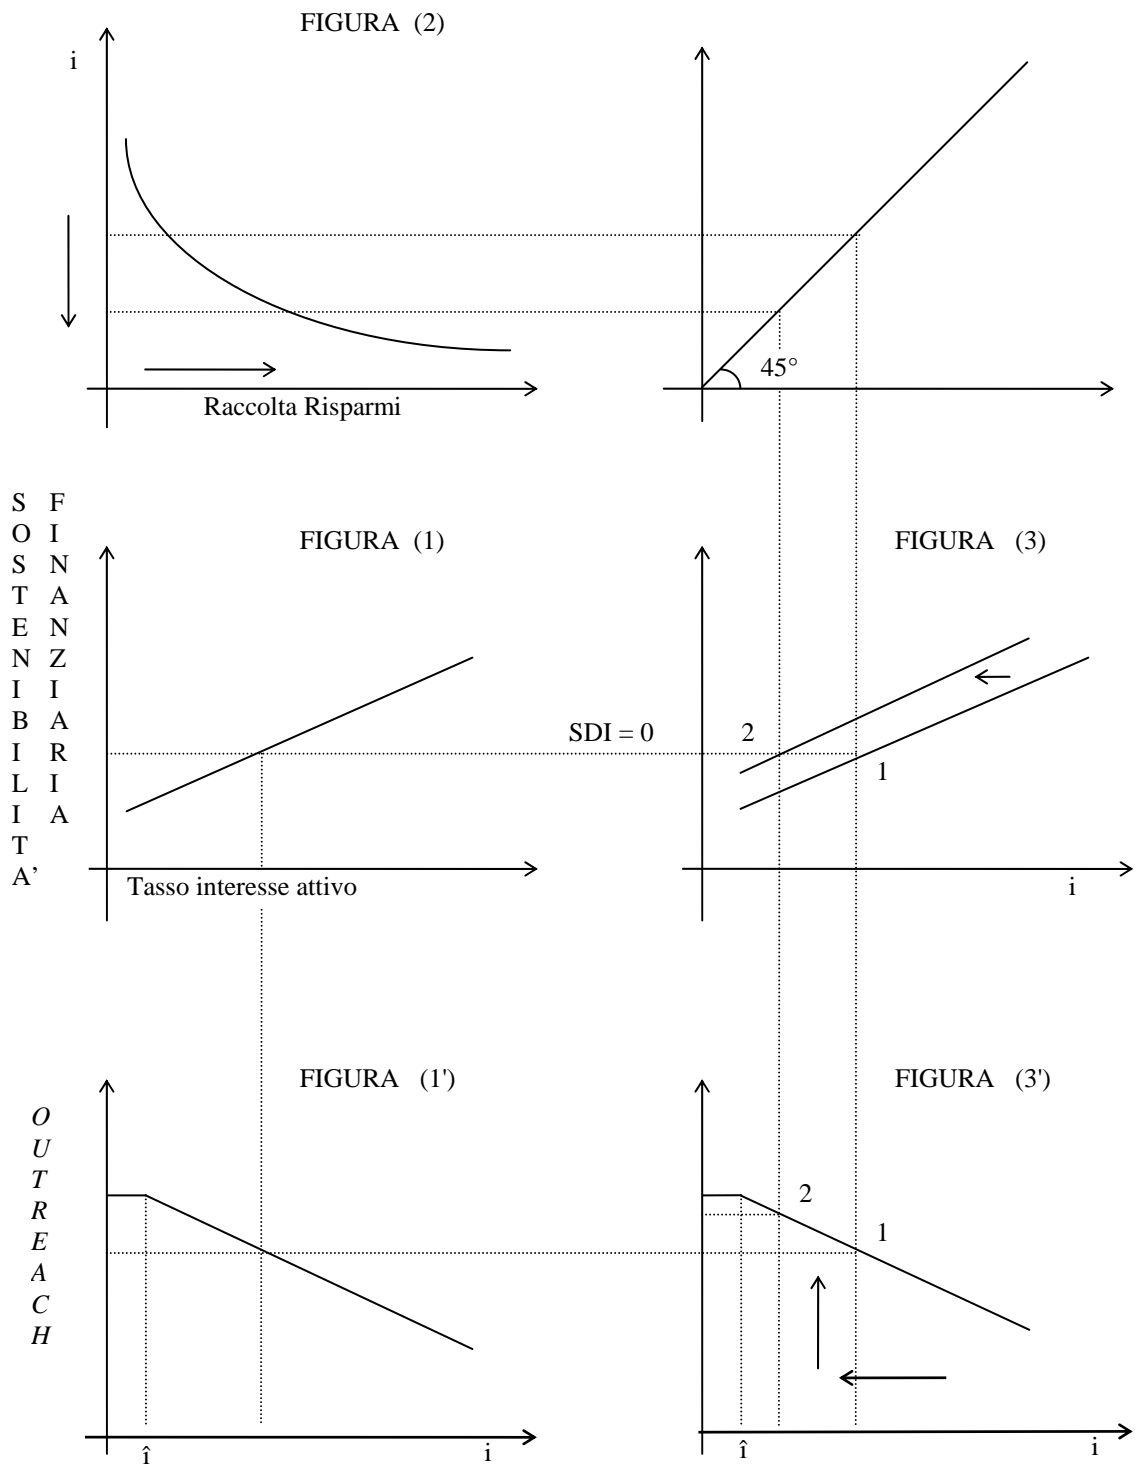 FIGURA (2)
i
45°
Raccolta Risparmi
SOSTENIBILITA’
FINANZIARIA
FIGURA (1)
FIGURA (3)
SDI = 0
2
1
Tasso interesse attivo
i
OUTREACH
FIGURA (1')
FIGURA (3')
2
1
î
i
î
i